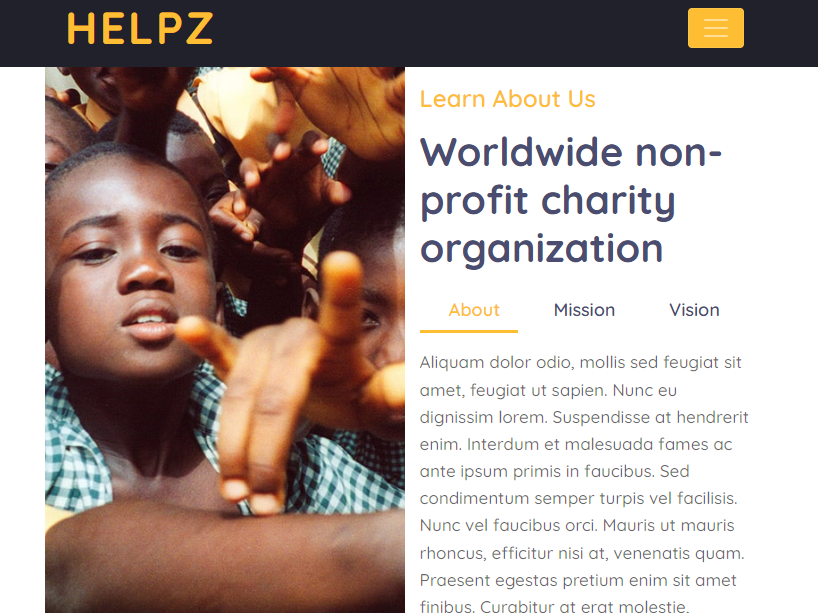 HELPZ
Learn About Us
Worldwide non-
profit charity
organization
About Mission Vision
Aliquam dolor odio, mollis sed feugiat sit
amet, feugiat ut sapien. Nunc eu
dignissim lorem. Suspendisse at hendrerit
enim. Interdum et malesuada fames ac
ante ipsum primis in faucibus. Sed
condimentum semper turpis vel facilisis.
Nunc vel faucibus orci. Mauris ut mauris
rhoncus, efficitur nisi at, venenatis quam.
Praesent egestas pretium enim sit amet
finibus. Curabitur at erat molestie,